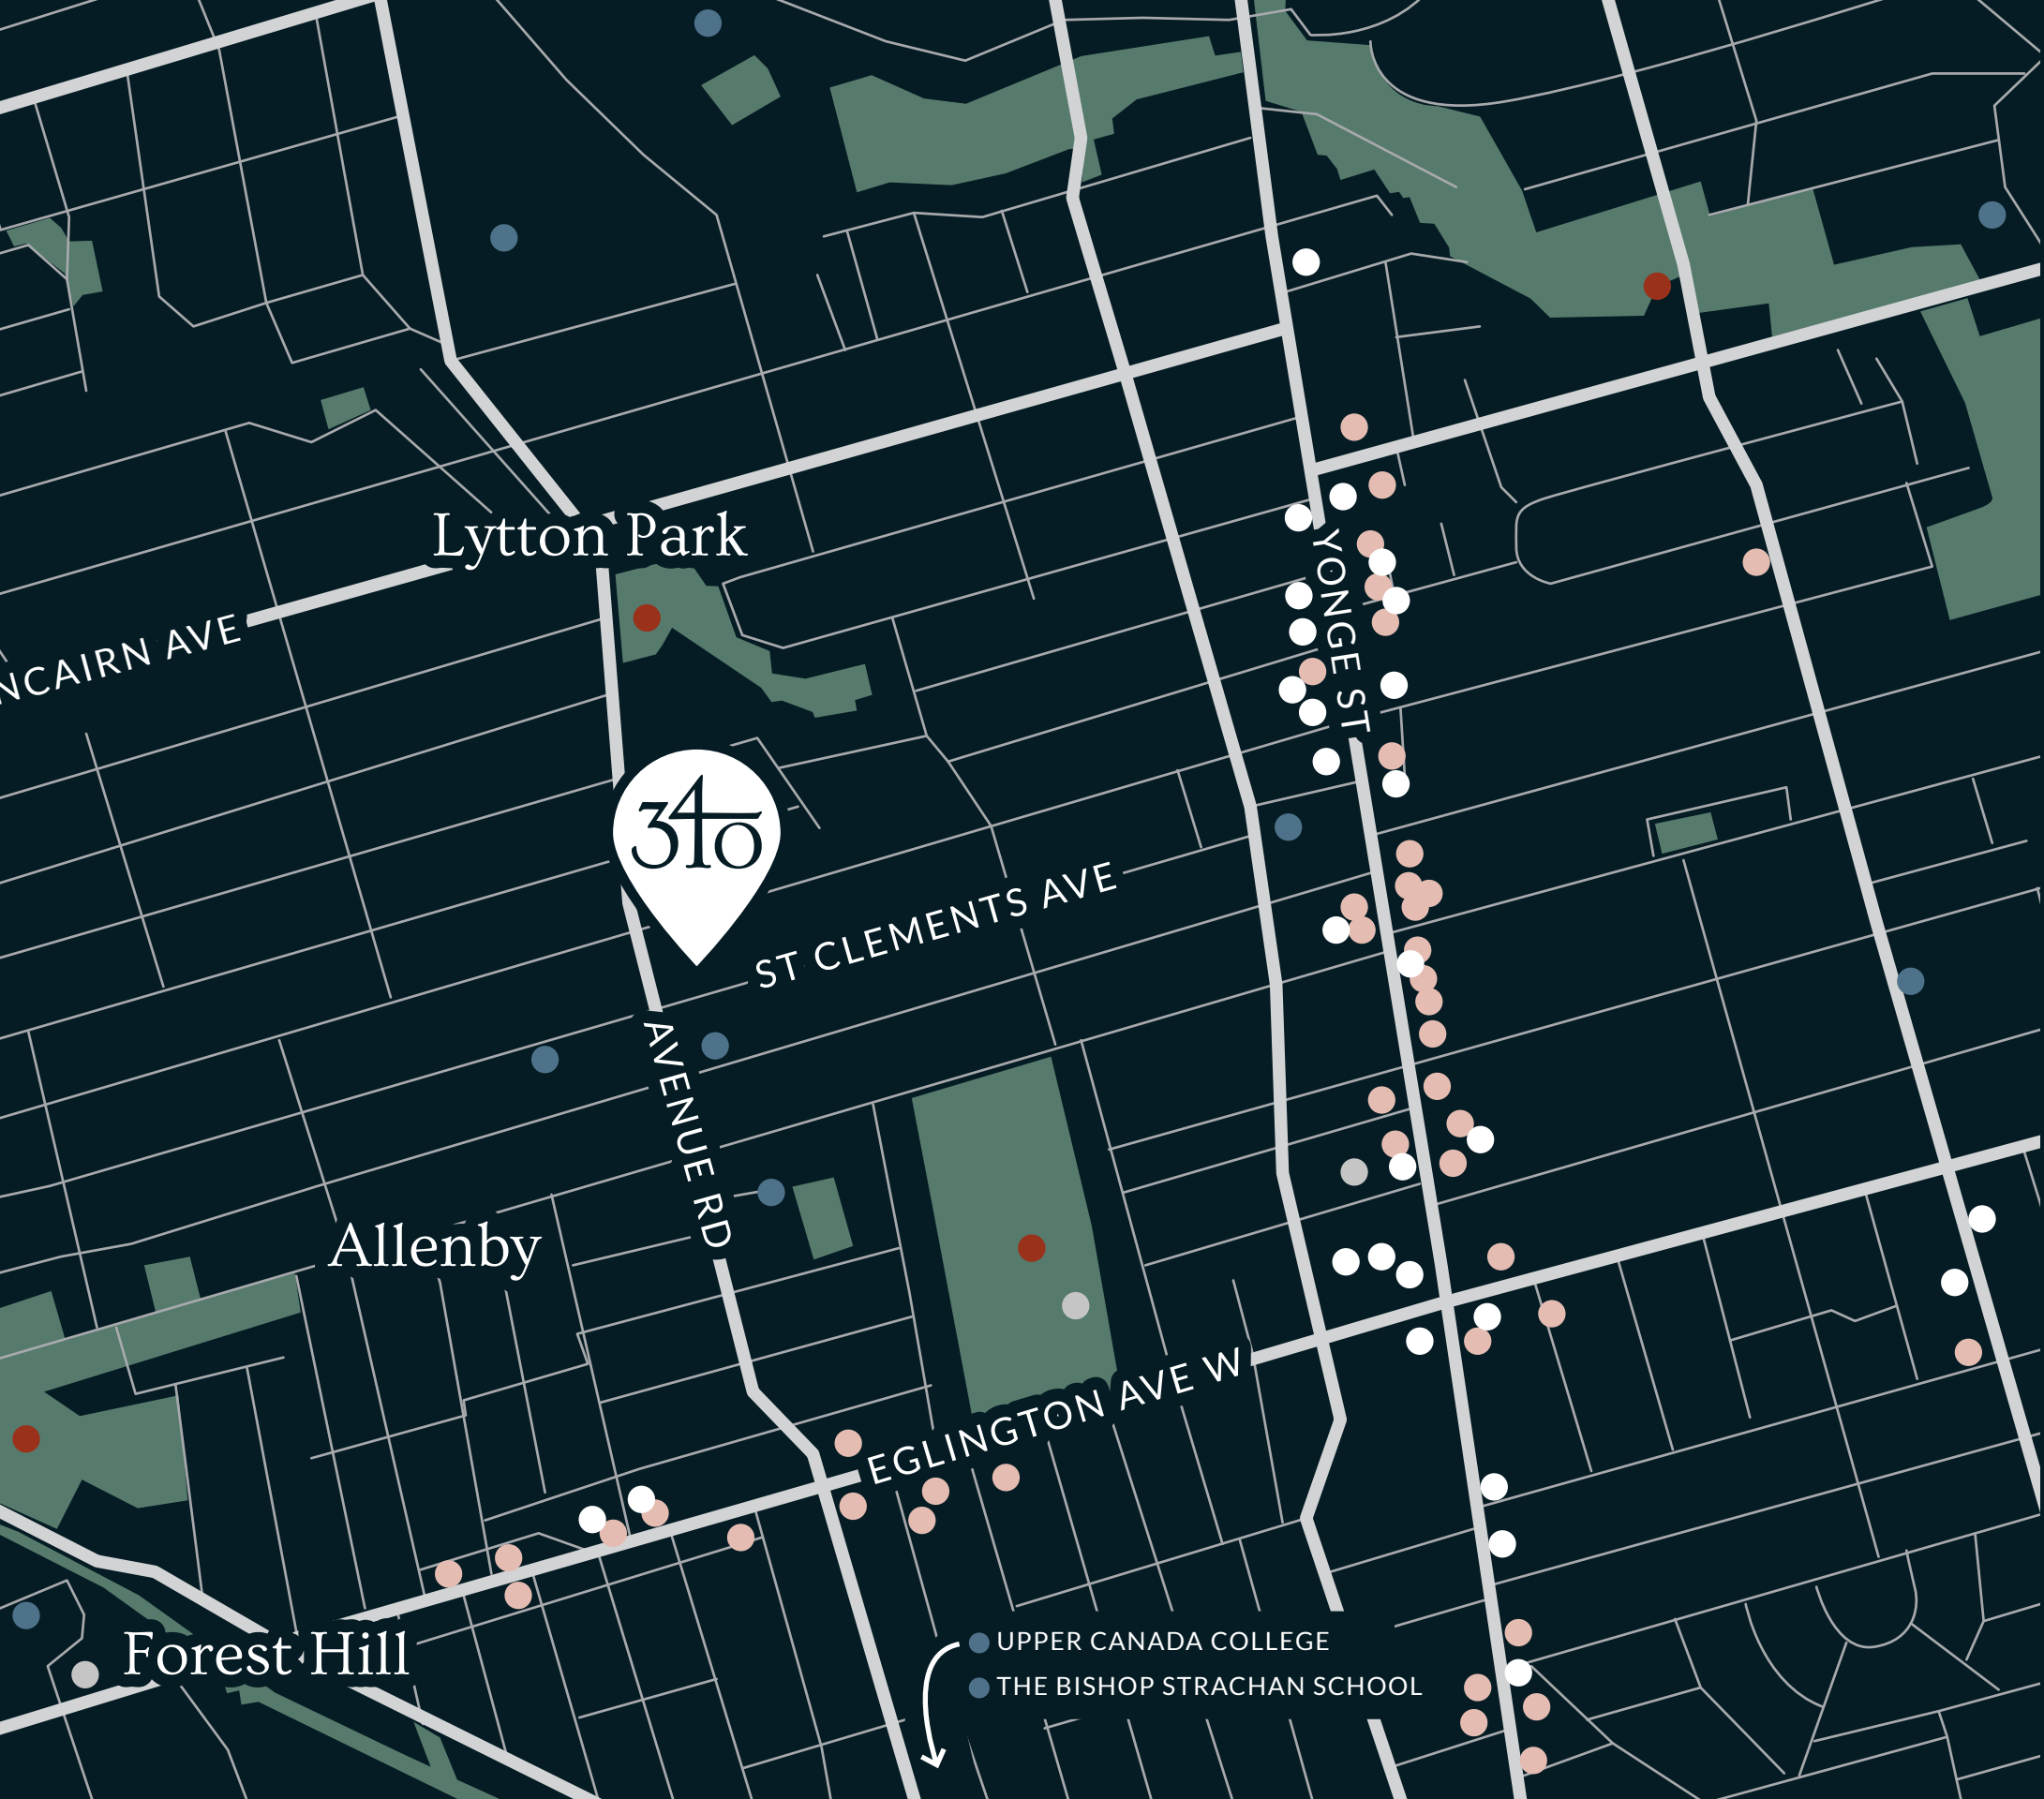 Lytton Park
YONGE ST
NCAIRN AVE
340
ST CLEMENTS AVE
AVENUE RD
Allenby
EGLINGTON AVE W
Forest Hill
UPPER CANADA COLLEGE
THE BISHOP STRACHAN SCHOOL